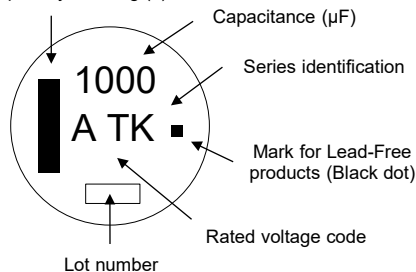 Capacitance (µF)
Series identification
1000
A TK
Mark for Lead-Free
products (Black dot)
Rated voltage code
Lot number